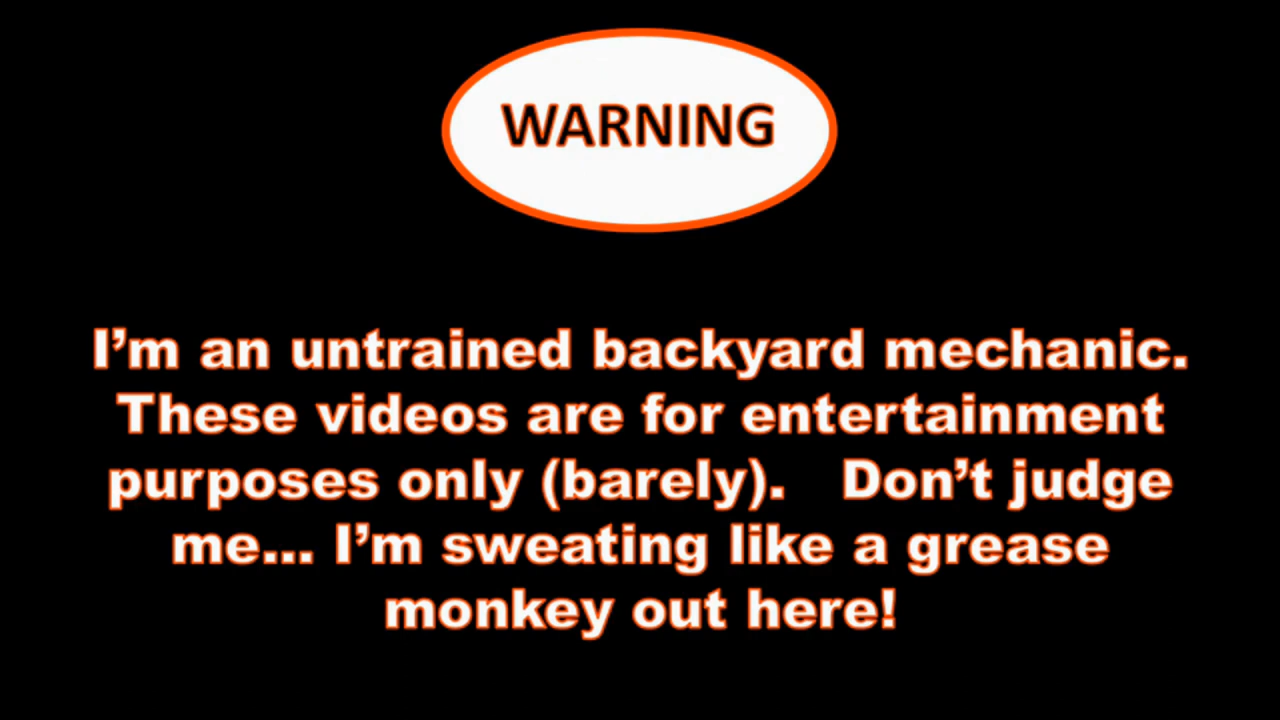 WARNING
I’m an untrained backyard mechanic.
These videos are for entertainment
purposes only (barely).   Don’t judge
me... I’m sweating like a grease
monkey out here!